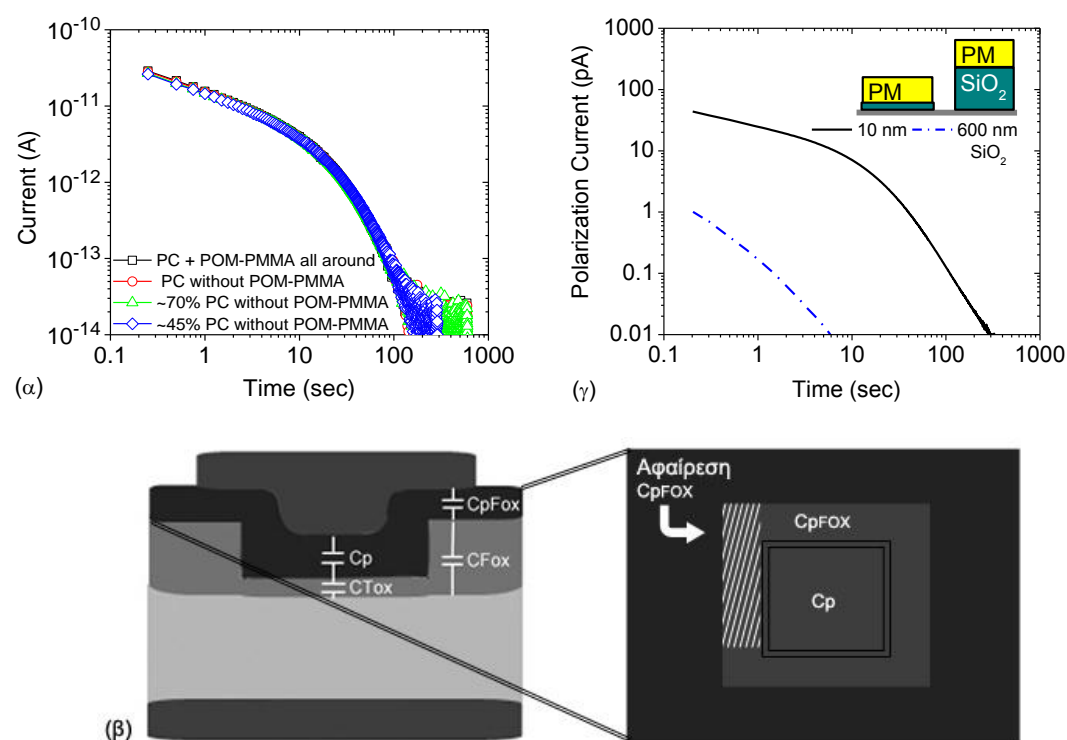 10-10
10-11
10-12
10-13
10-14
Current (A)
PC + POM-PMMA all around
PC without POM-PMMA
~70% PC without POM-PMMA
~45% PC without POM-PMMA
0.1
1
10
100
1000
Time (sec)
(α)
1000
100
10
1
0.1
0.01
Polarization Current (pA)
PM
PM
SiO2
10 nm
600 nm
SiO2
0.1
1
10
100
1000
Time (sec)
(γ)
CpFox
Cp
CFox
CTox
(β)
Αφαίρεση
CpFOX
CpFOX
Cp